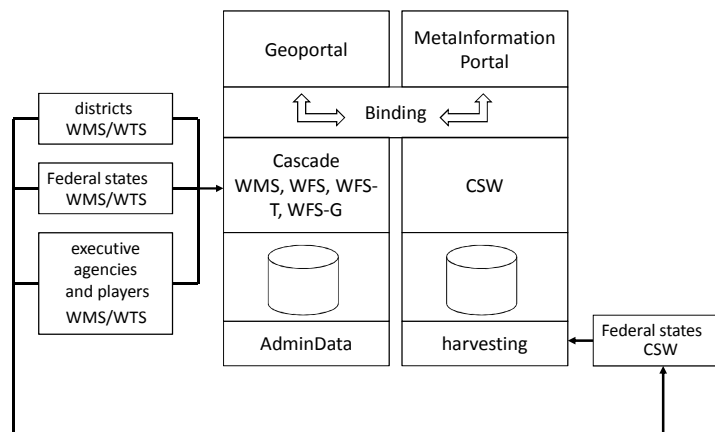 Geoportal
MetaInformation
Portal
Binding
districts
WMS/WTS
Federal states
WMS/WTS
executive
agencies
and players
WMS/WTS
Cascade
WMS, WFS, WFS-
T, WFS-G
CSW
AdminData
harvesting
Federal states
CSW